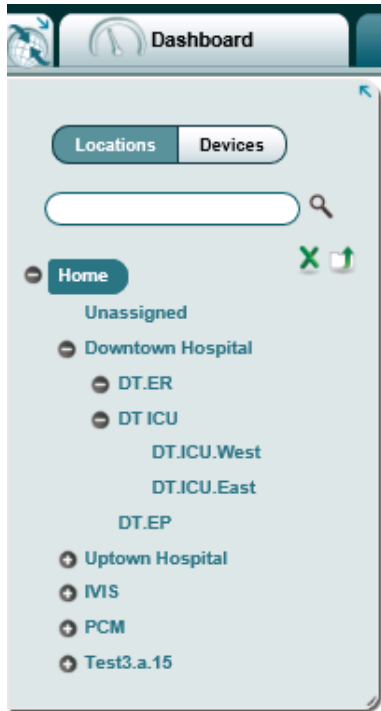 Dashboard
Locations Devices
Home
Unassigned
Downtown Hospital
DT.ER
DT ICU
DT.ICU.West
DT.ICU.East
DT.EP
Uptown Hospital
IVIS
PCM
Test3.a.15